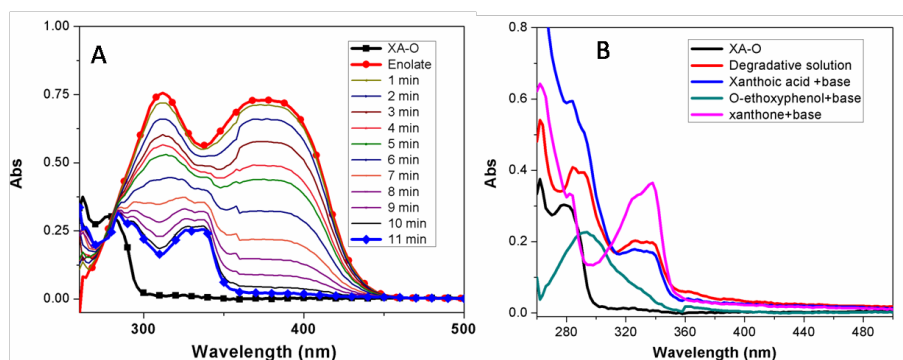 A
XA-O
Enolate
1 min
2 min
3 min
4 min
5 min
6 min
7 min
8 min
9 min
10 min
11 min
1.00
0.75
0.50
0.25
0.00
Abs
300
400
500
Wavelength (nm)
B
XA-O
Degradative solution
Xanthoic acid +base
O-ethoxyphenol+base
xanthone+base
0.8
0.6
0.4
0.2
0.0
Abs
280
320
360
400
440
480
Wavelength (nm)